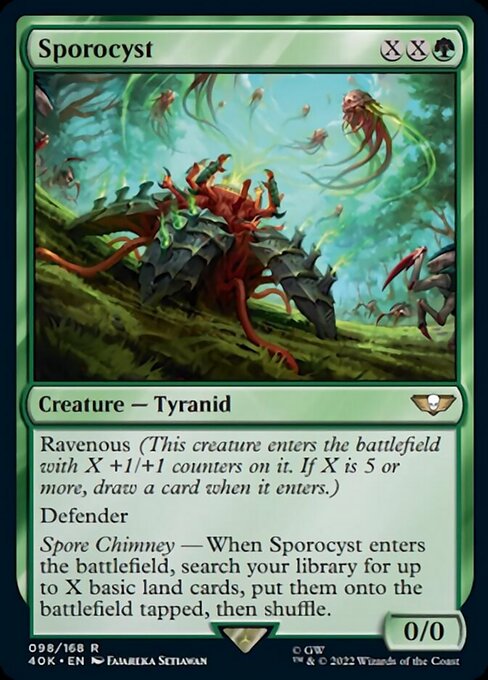 Sporocyst XXG
Creature — Tyranid
Ravenous (This creature enters the battlefield
with X +1/+1 counters on it. If X is 5 or
more, draw a card when it enters.)
Defender
Spore Chimney — When Sporocyst enters
the battlefield, search your library for up
to X basic land cards, put them onto the
battlefield tapped, then shuffle.
0/0
098/168 R
40K • EN Fajareka Setiawan
© GW
™ & © 2022 Wizards of the Coast